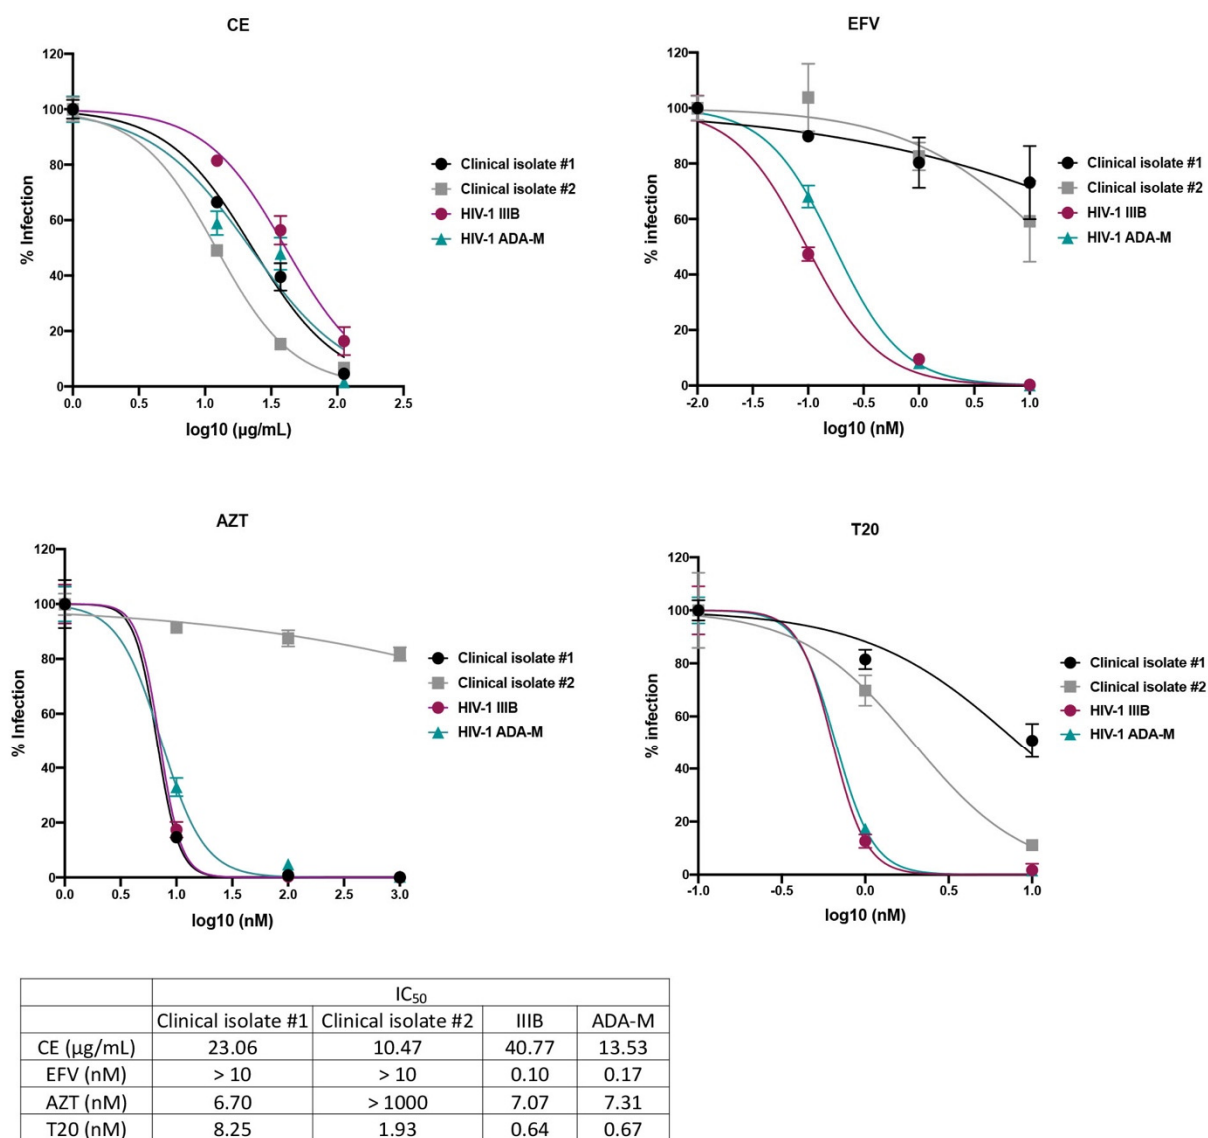 CE
120
100
80
60
40
20
0
% Infection
0.0 0.5 1.0 1.5 2.0 2.5
log10 (µg/mL)
Clinical isolate #1
Clinical isolate #2
HIV-1 IIIB
HIV-1 ADA-M
EFV
120
100
80
60
40
20
0
% infection
-2.0 -1.5 -1.0 -0.5 0.0 0.5 1.0
log10 (nM)
Clinical isolate #1
Clinical isolate #2
HIV-1 IIIB
HIV-1 ADA-M
AZT
120
100
80
60
40
20
0
% Infection
0.0 0.5 1.0 1.5 2.0 2.5 3.0
log10 (nM)
Clinical isolate #1
Clinical isolate #2
HIV-1 IIIB
HIV-1 ADA-M
T20
120
100
80
60
40
20
0
% infection
-1.0 -0.5 0.0 0.5 1.0
log10 (nM)
Clinical isolate #1
Clinical isolate #2
HIV-1 IIIB
HIV-1 ADA-M
IC50
Clinical isolate #1 Clinical isolate #2 IIIB ADA-M
CE (µg/mL) 23.06 10.47 40.77 13.53
EFV (nM) > 10 > 10 0.10 0.17
AZT (nM) 6.70 > 1000 7.07 7.31
T20 (nM) 8.25 1.93 0.64 0.67